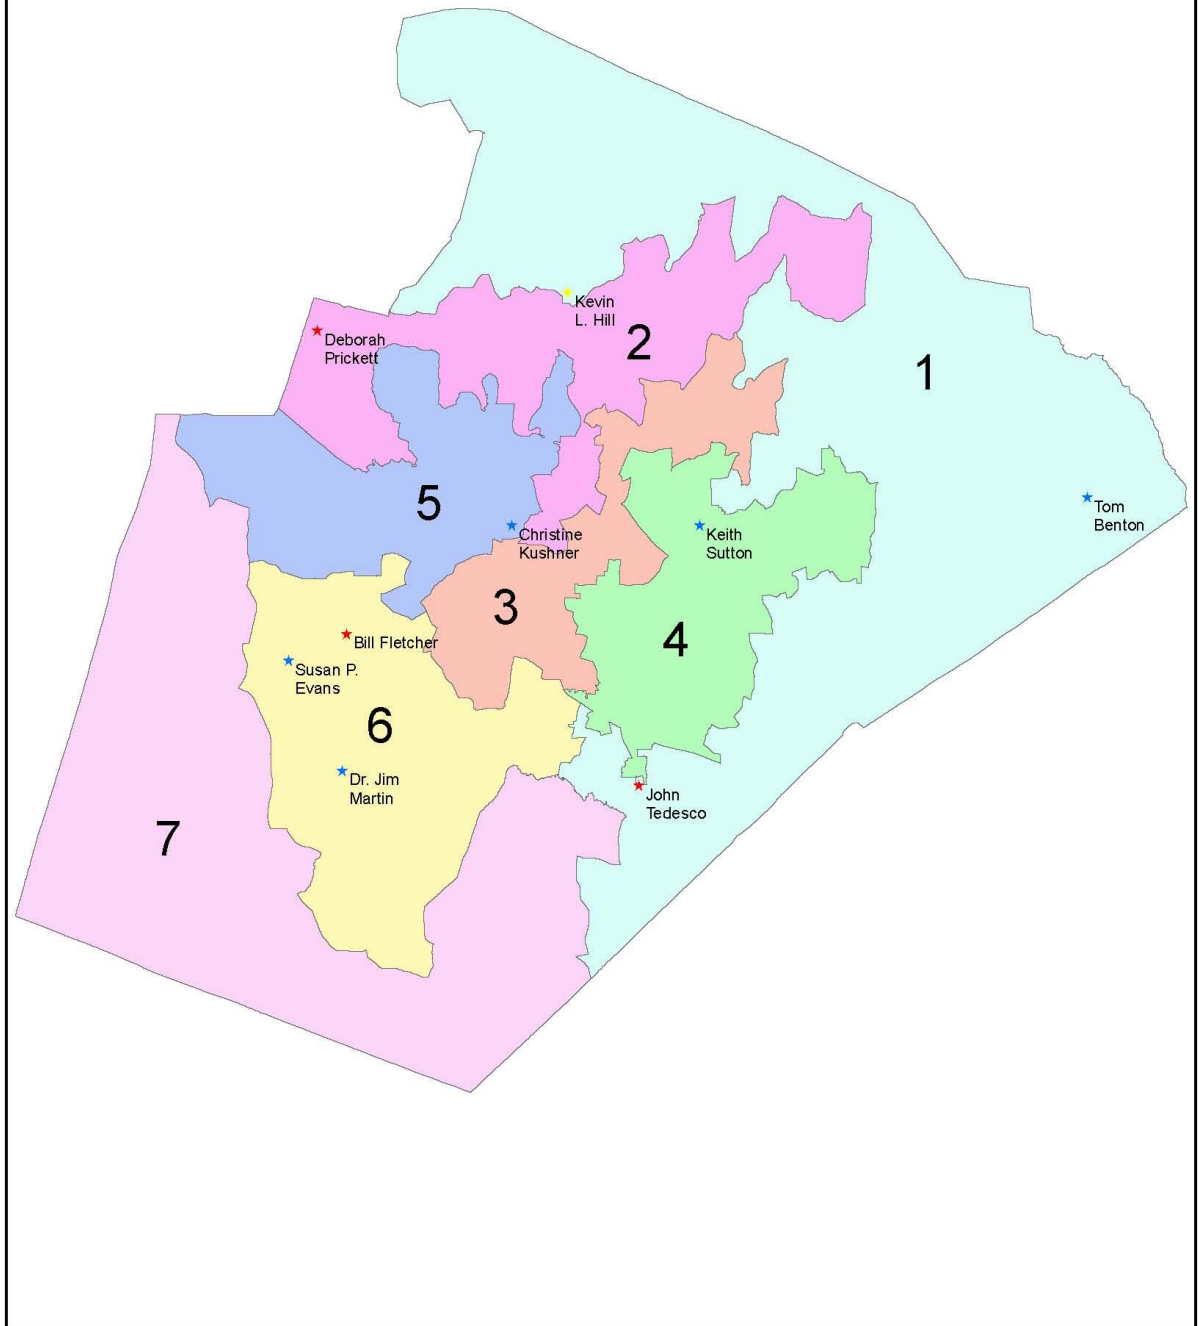 Kevin
L. Hill
2
Deborah
Prickett
1
5
Tom
Benton
Christine
Kushner
Keith
Sutton
3
4
Bill Fletcher
Susan P.
Evans
6
Dr. Jim
Martin
John
Tedesco
7